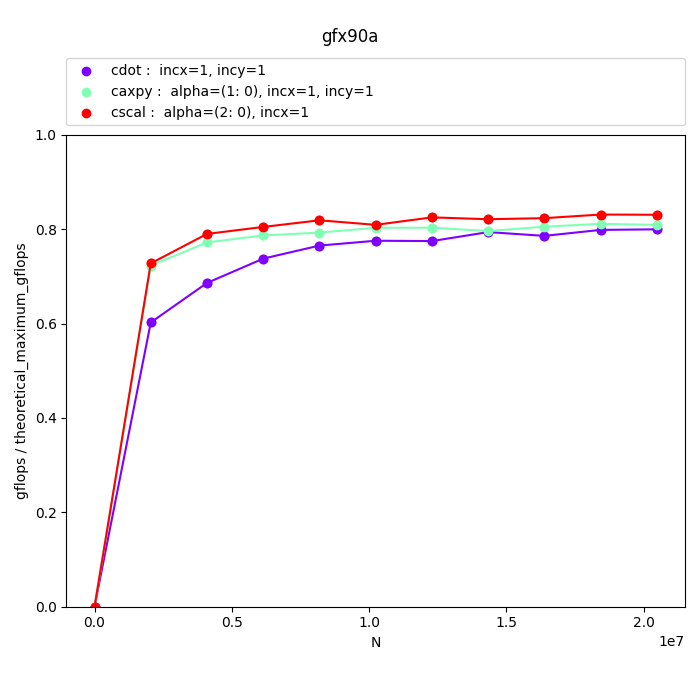 gfx90a
cdot :  incx=1, incy=1
caxpy :  alpha=(1: 0), incx=1, incy=1
cscal :  alpha=(2: 0), incx=1
1.0
0.8
0.6
0.4
0.2
0.0
gflops / theoretical_maximum_gflops
0.0 0.5 1.0 1.5 2.0
1e7
N